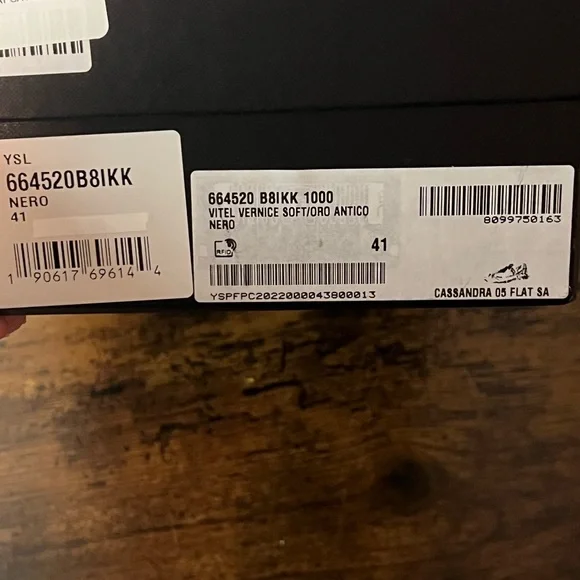 YSL
664520B8IKK
NERO
41
1 90617 69614 4
664520 B8IKK 1000
VITEL VERNICE SOFT/ORO ANTICO
NERO
RFID
41
YSPFPC2022000043800013
8099750163
CASSANDRA 05 FLAT SA